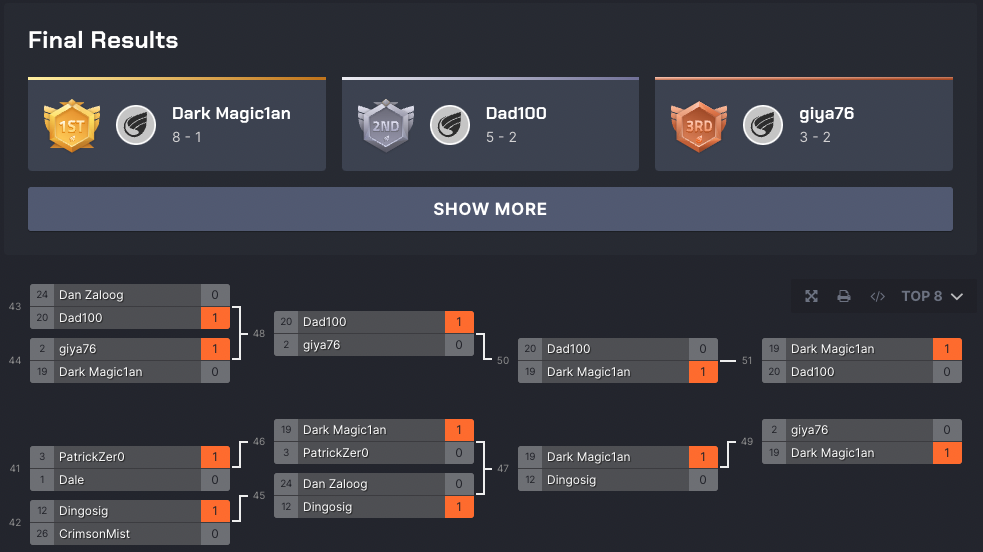 Final Results
1ST
Dark Magic1an
8 - 1
2ND
Dad100
5 - 2
3RD
giya76
3 - 2
SHOW MORE
TOP 8
43
24 Dan Zaloog 0
20 Dad100 1
44
2 giya76 1
19 Dark Magic1an 0
48
20 Dad100 1
2 giya76 0
50
20 Dad100 0
19 Dark Magic1an 1
51
19 Dark Magic1an 1
20 Dad100 0
41
3 PatrickZer0 1
1 Dale 0
42
12 Dingosig 1
26 CrimsonMist 0
46
19 Dark Magic1an 1
3 PatrickZer0 0
45
24 Dan Zaloog 0
12 Dingosig 1
47
19 Dark Magic1an 1
12 Dingosig 0
49
2 giya76 0
19 Dark Magic1an 1